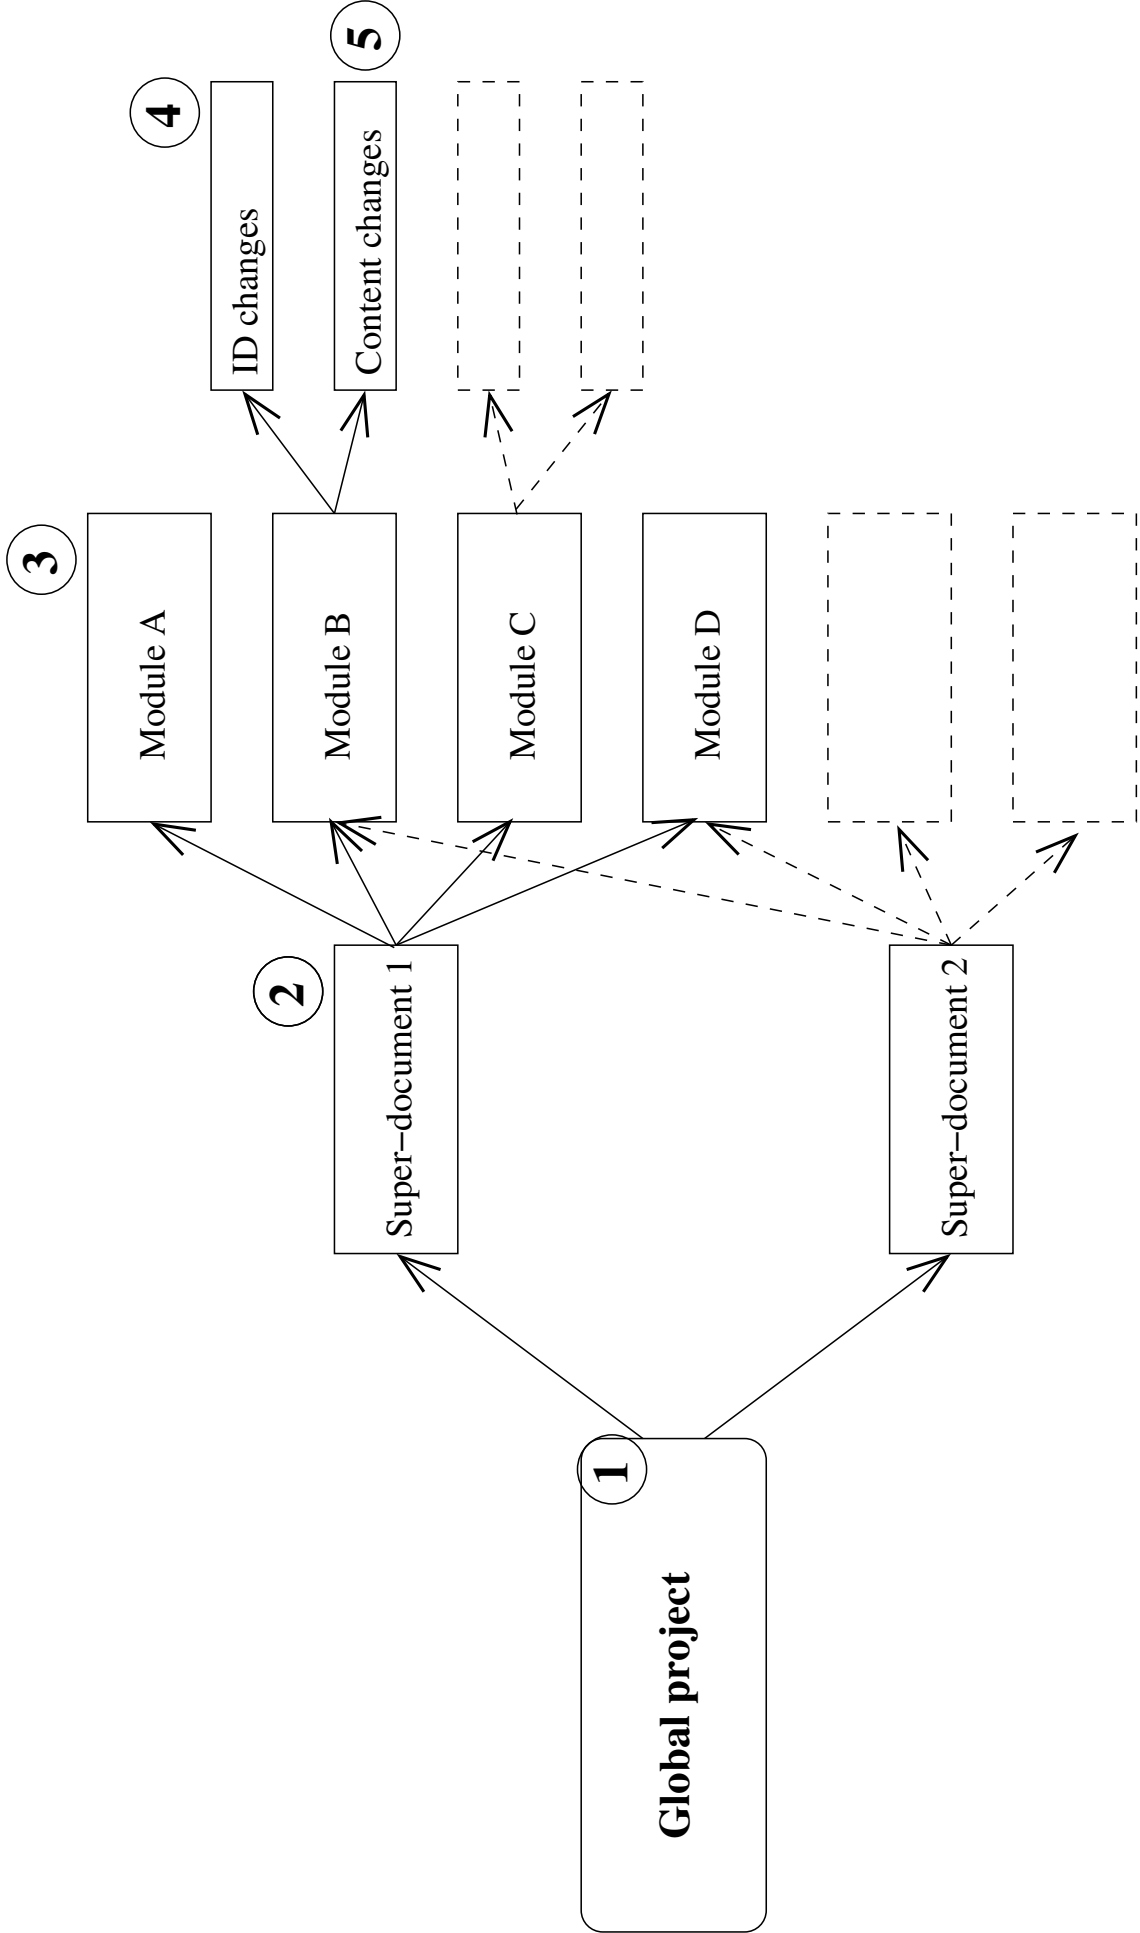 1
Global project
2
Super–document 1
Super–document 2
3
Module A
Module B
Module C
Module D
4
ID changes
5
Content changes